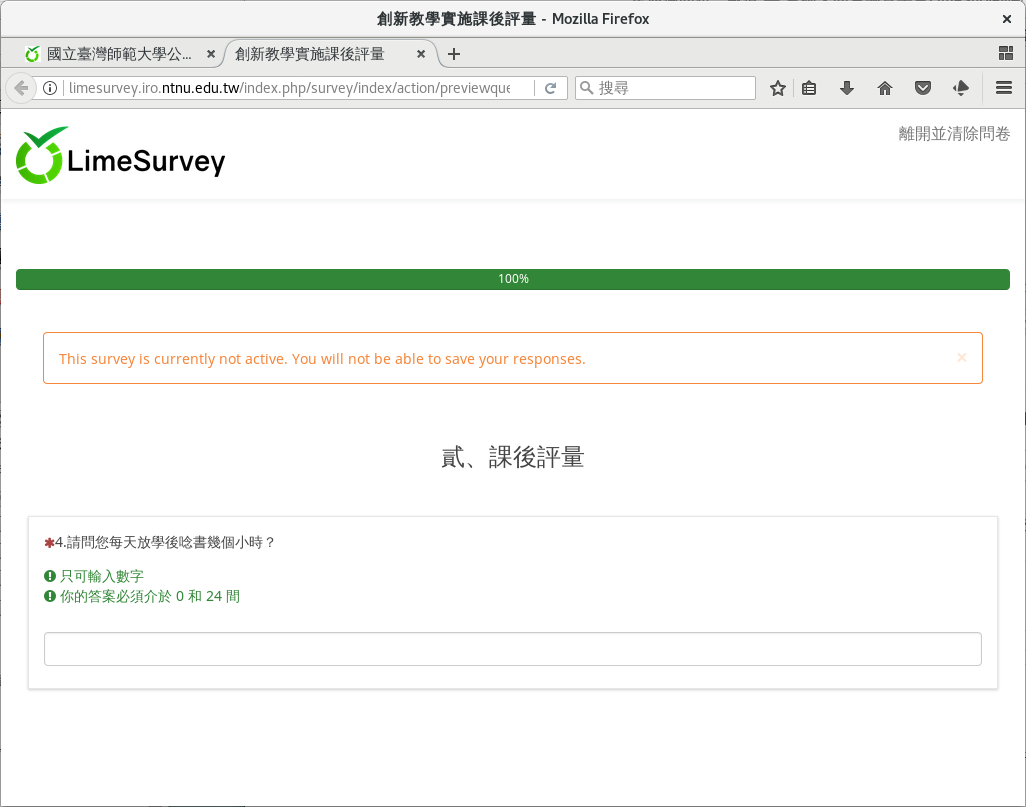 創新教學實施課後評量 - Mozilla Firefox
國立臺灣師範大學公...
創新教學實施課後評量
limesurvey.iro.ntnu.edu.tw/index.php/survey/index/action/previewque
搜尋
LimeSurvey
離開並清除問卷
100%
This survey is currently not active. You will not be able to save your responses.
貳、課後評量
✱4.請問您每天放學後唸書幾個小時？
只可輸入數字
你的答案必須介於 0 和 24 間